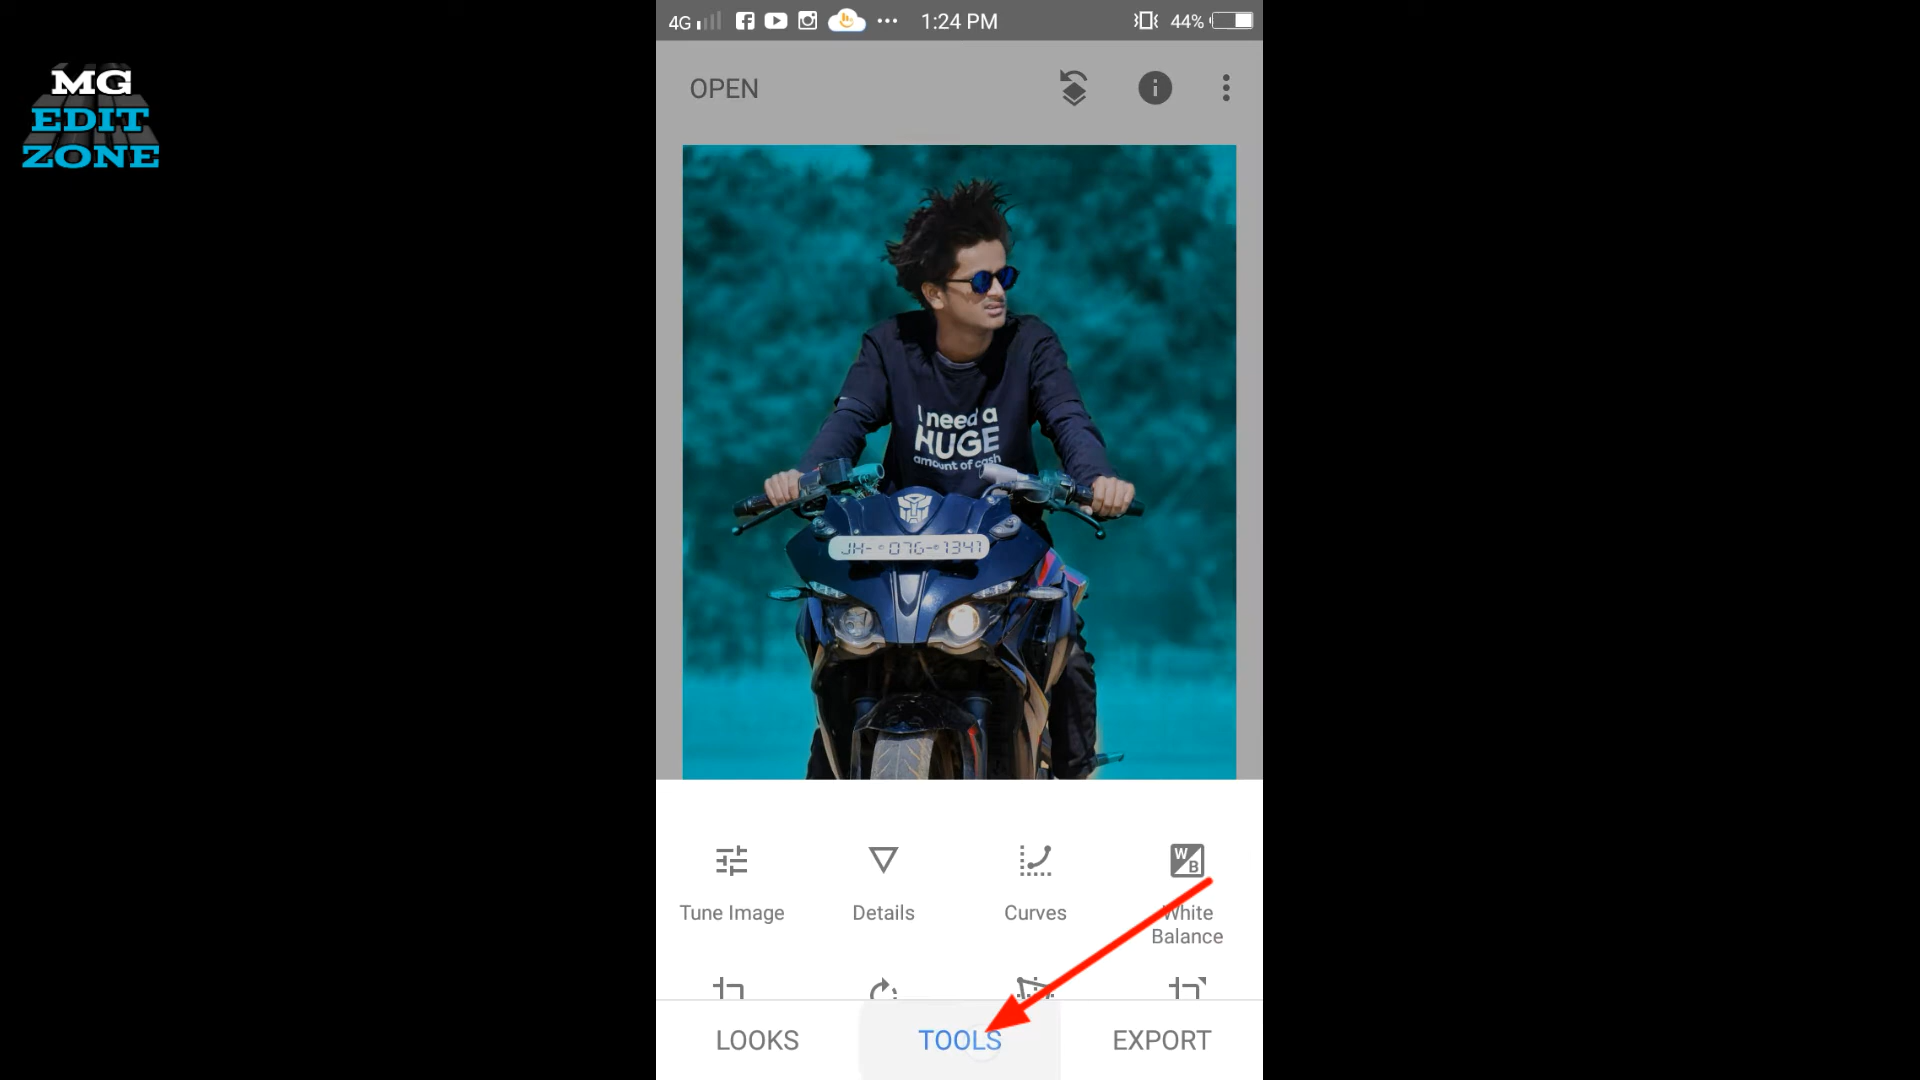 MG
EDIT
ZONE
4G
1:24 PM
44%
OPEN
I need a
HUGE
amount of cash
JH- 076-1341
W
B
Tune Image
Details
Curves
White
Balance
LOOKS
TOOLS
EXPORT